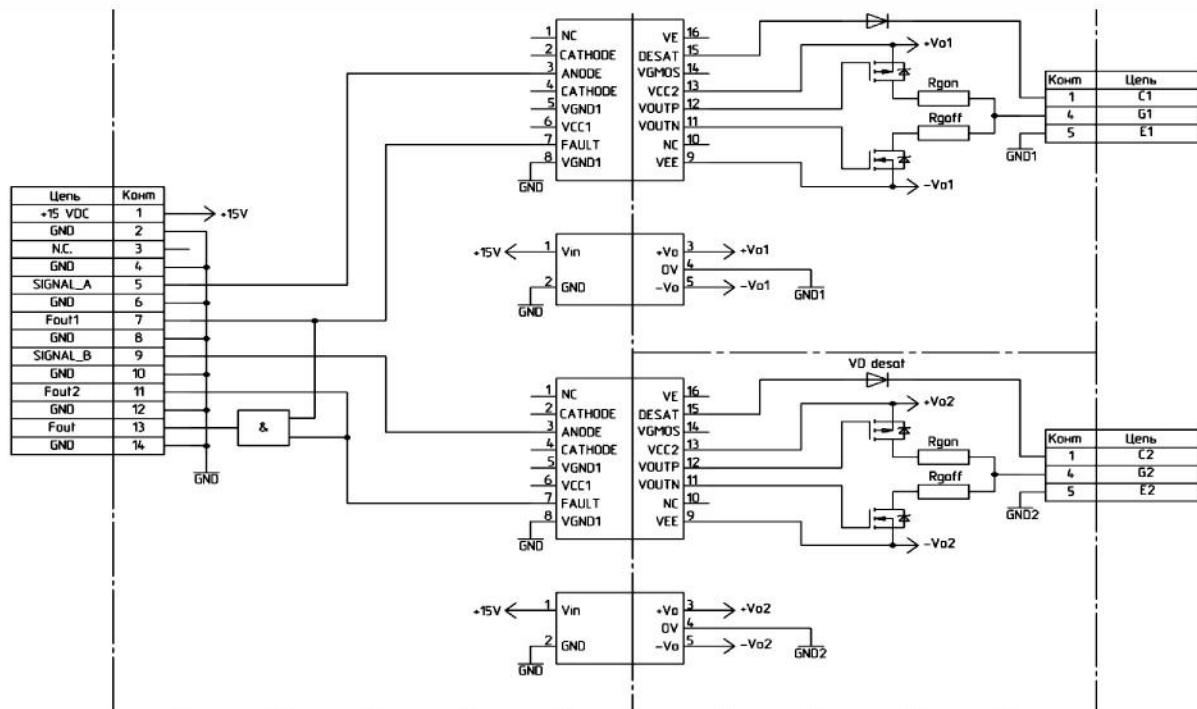 1 NC VE 16
2 CATHODE DESAT 15
3 ANODE VGMOS 14
4 CATHODE VCC2 13
5 VGND1 VOUTP 12
6 VCC1 VOUTN 11
7 FAULT NC 10
8 VGND1 VEE 9
GND
+Vo1
Rgon
Rgoff
-Vo1
Конт Цепь
1 C1
4 G1
5 E1
GND1
Цепь Конт
+15 VDC 1
GND 2
N.C. 3
GND 4
SIGNAL_A 5
GND 6
Fout1 7
GND 8
SIGNAL_B 9
GND 10
Fout2 11
GND 12
Fout 13
GND 14
+15V
GND
&
+15V 1 Vin +Vo 3 +Vo1
0V 4
2 GND -Vo 5 -Vo1
GND
GND1
VD desat
1 NC VE 16
2 CATHODE DESAT 15
3 ANODE VGMOS 14
4 CATHODE VCC2 13
5 VGND1 VOUTP 12
6 VCC1 VOUTN 11
7 FAULT NC 10
8 VGND1 VEE 9
GND
+Vo2
Rgon
Rgoff
-Vo2
Конт Цепь
1 C2
4 G2
5 E2
GND2
+15V 1 Vin +Vo 3 +Vo2
0V 4
2 GND -Vo 5 -Vo2
GND
GND2